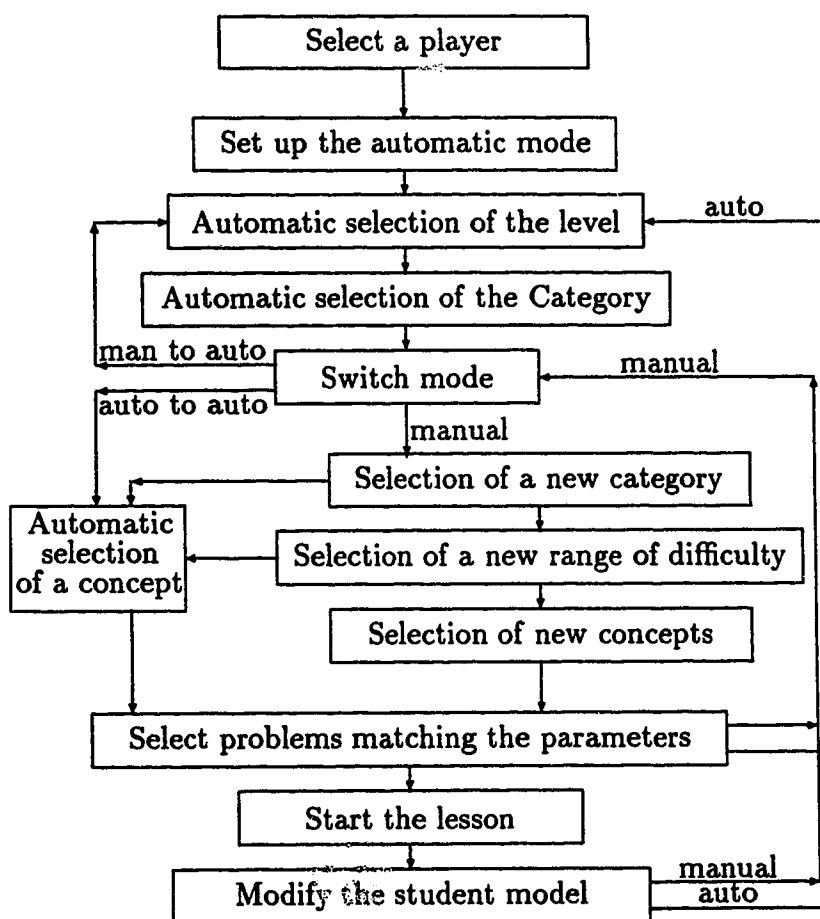 Select a player
Set up the automatic mode
Automatic selection of the level
auto
Automatic selection of the Category
man to auto
Switch mode
manual
auto to auto
manual
Selection of a new category
Automatic
selection
of a concept
Selection of a new range of difficulty
Selection of new concepts
Select problems matching the parameters
Start the lesson
Modify the student model
manual
auto